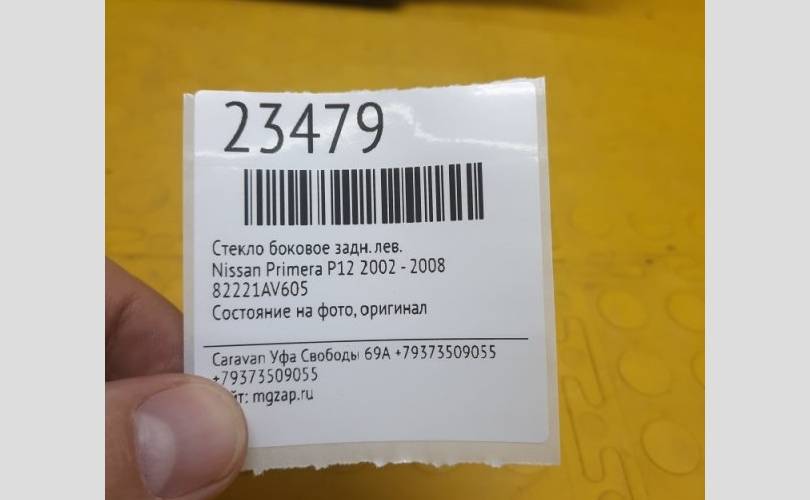 23479
Стекло боковое задн. лев.
Nissan Primera P12 2002 - 2008
82221AV605
Состояние на фото, оригинал
Caravan Уфа Свободы 69А +79373509055
+79373509055
mgzap.ru